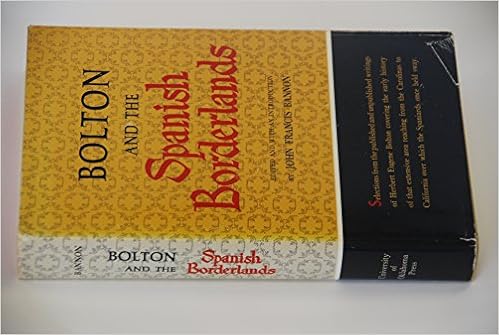 BOLTON
AND THE
Spanish
Borderlands
EDITED AND WITH AN INTRODUCTION
BY JOHN FRANCIS BANNON
Selections from the published and unpublished writings
of Herbert Eugene Bolton covering the early history
of that extensive area reaching from the Carolinas to
California over which the Spaniards once held sway.
BANNON
BOLTON
AND THE
Spanish
Borderlands
University
of Oklahoma
Press